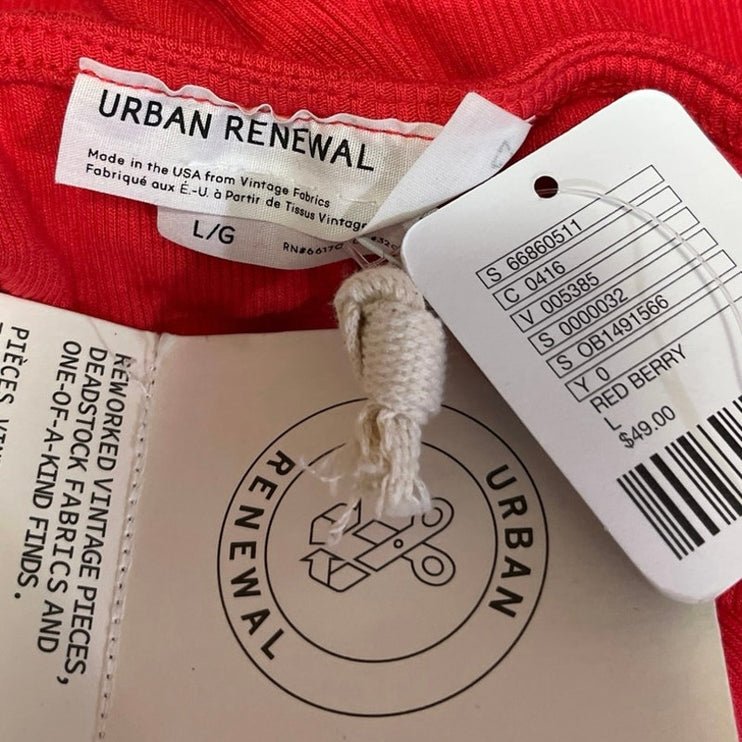 URBAN RENEWAL
Made in the USA from Vintage Fabrics
Fabriqué aux É.-U. à Partir de Tissus Vintage
L/G
S 66860511
C 0416
V 005385
S 0000032
S OB1491566
Y 0
RED BERRY
L
$49.00
REWORKED VINTAGE PIECES,
DEADSTOCK FABRICS AND
ONE-OF-A-KIND FINDS.
PIÈCES
URBAN
RENEWAL